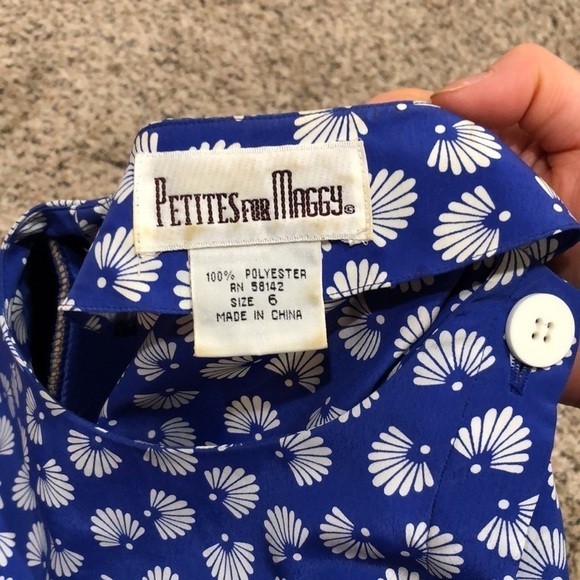 PETITES FOR MAGGY®
100% POLYESTER
RN 58142
SIZE 6
MADE IN CHINA